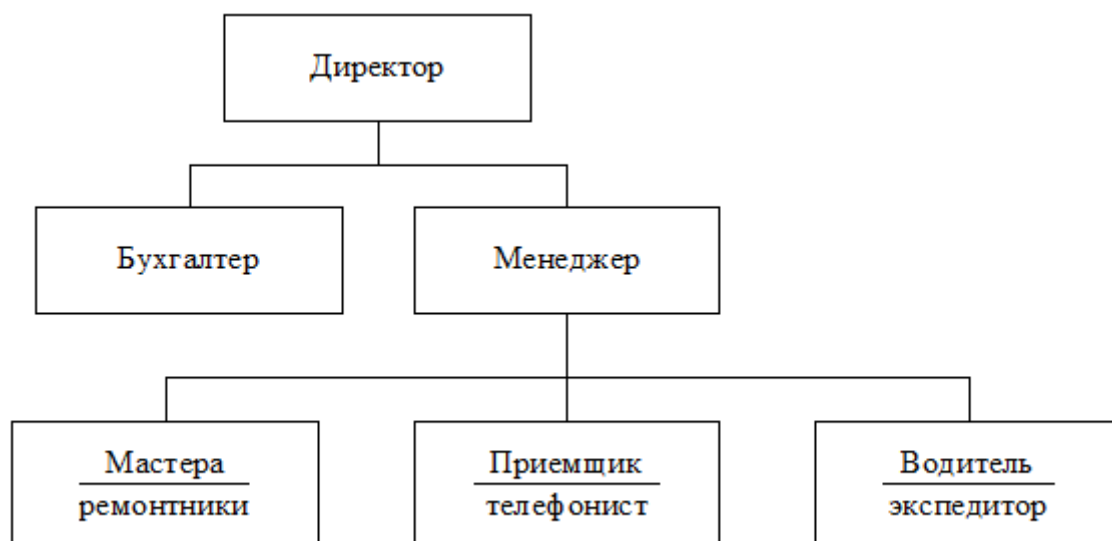 Директор
Бухгалтер
Менеджер
Мастера
ремонтники
Приемщик
телефонист
Водитель
экспедитор